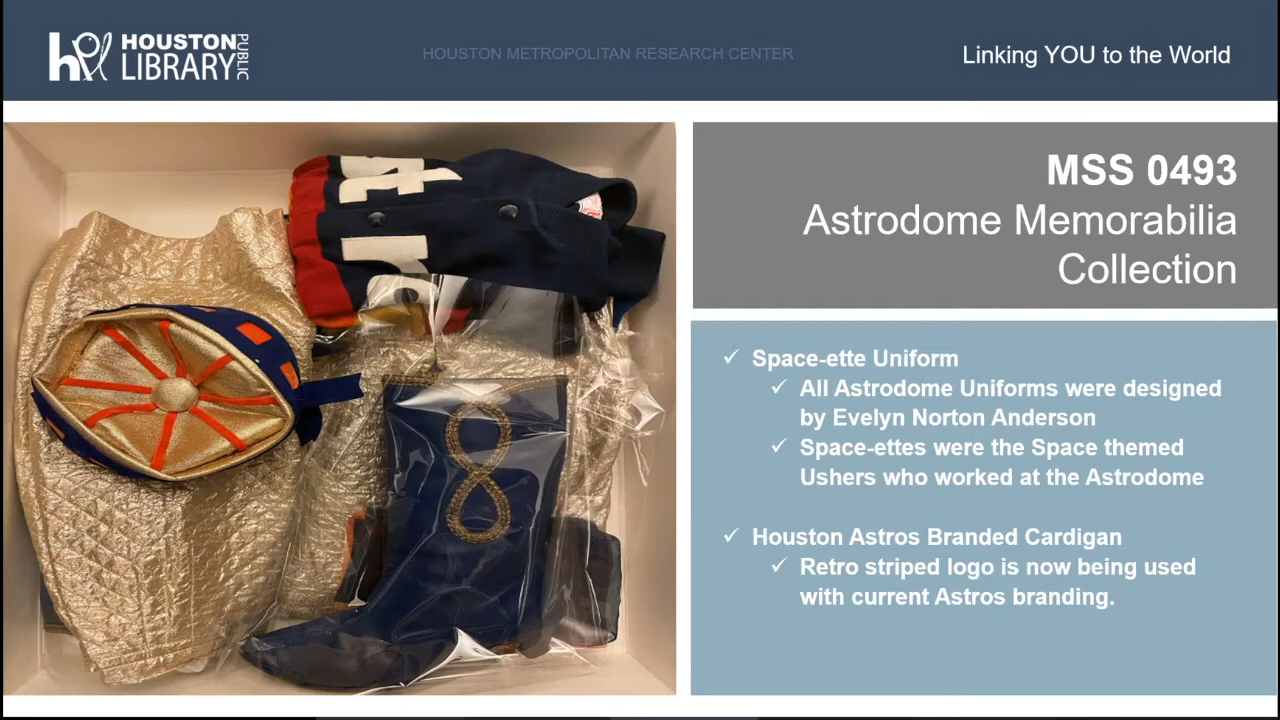 HOUSTON
LIBRARY
PUBLIC
HOUSTON METROPOLITAN RESEARCH CENTER
Linking YOU to the World
MSS 0493
Astrodome Memorabilia
Collection
✓ Space-ette Uniform
✓ All Astrodome Uniforms were designed
by Evelyn Norton Anderson
✓ Space-ettes were the Space themed
Ushers who worked at the Astrodome
✓ Houston Astros Branded Cardigan
✓ Retro striped logo is now being used
with current Astros branding.